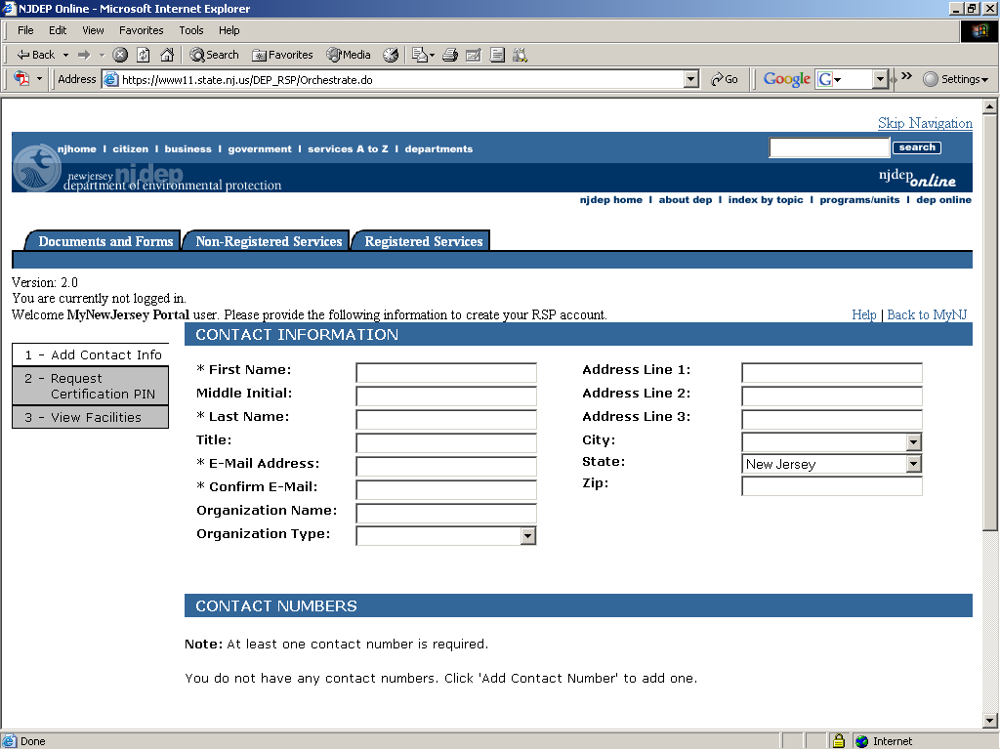 NJDEP Online - Microsoft Internet Explorer
File Edit View Favorites Tools Help
Back Search Favorites Media
Address https://www11.state.nj.us/DEP_RSP/Orchestrate.do Go Google G » Settings
Skip Navigation
njhome | citizen | business | government | services A to Z | departments search
newjersey njdep
department of environmental protection
njdep online
njdep home | about dep | index by topic | programs/units | dep online
Documents and Forms Non-Registered Services Registered Services
Version: 2.0
You are currently not logged in.
Welcome MyNewJersey Portal user. Please provide the following information to create your RSP account. Help | Back to MyNJ
1 - Add Contact Info
2 - Request
Certification PIN
3 - View Facilities
CONTACT INFORMATION
* First Name:
Middle Initial:
* Last Name:
Title:
* E-Mail Address:
* Confirm E-Mail:
Organization Name:
Organization Type:
Address Line 1:
Address Line 2:
Address Line 3:
City:
State: New Jersey
Zip:
CONTACT NUMBERS
Note: At least one contact number is required.
You do not have any contact numbers. Click 'Add Contact Number' to add one.
Done Internet